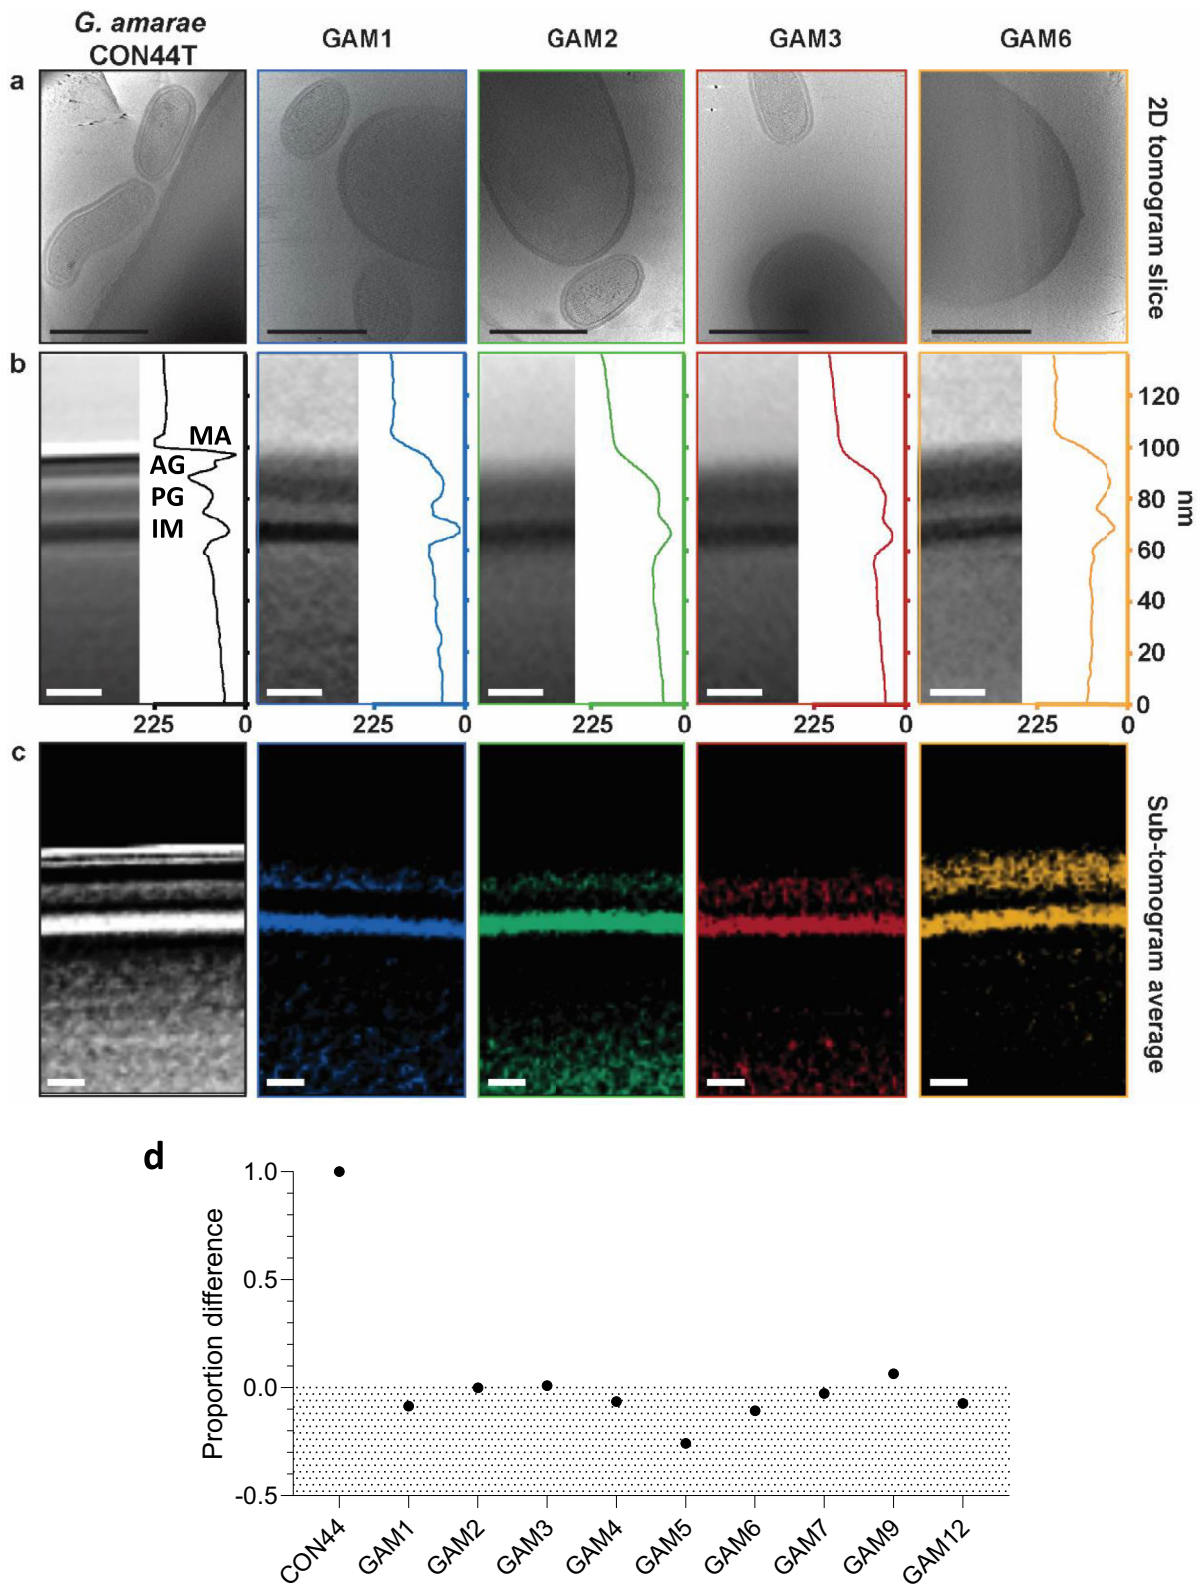 G. amarae
CON44T
GAM1
GAM2
GAM3
GAM6
a
2D tomogram slice
b
MA
AG
PG
IM
120
100
80
60
40
20
0
nm
225
0
225
0
225
0
225
0
225
0
c
Sub-tomogram average
d
Proportion difference
1.0
0.5
0.0
-0.5
CON44
GAM1
GAM2
GAM3
GAM4
GAM5
GAM6
GAM7
GAM9
GAM12